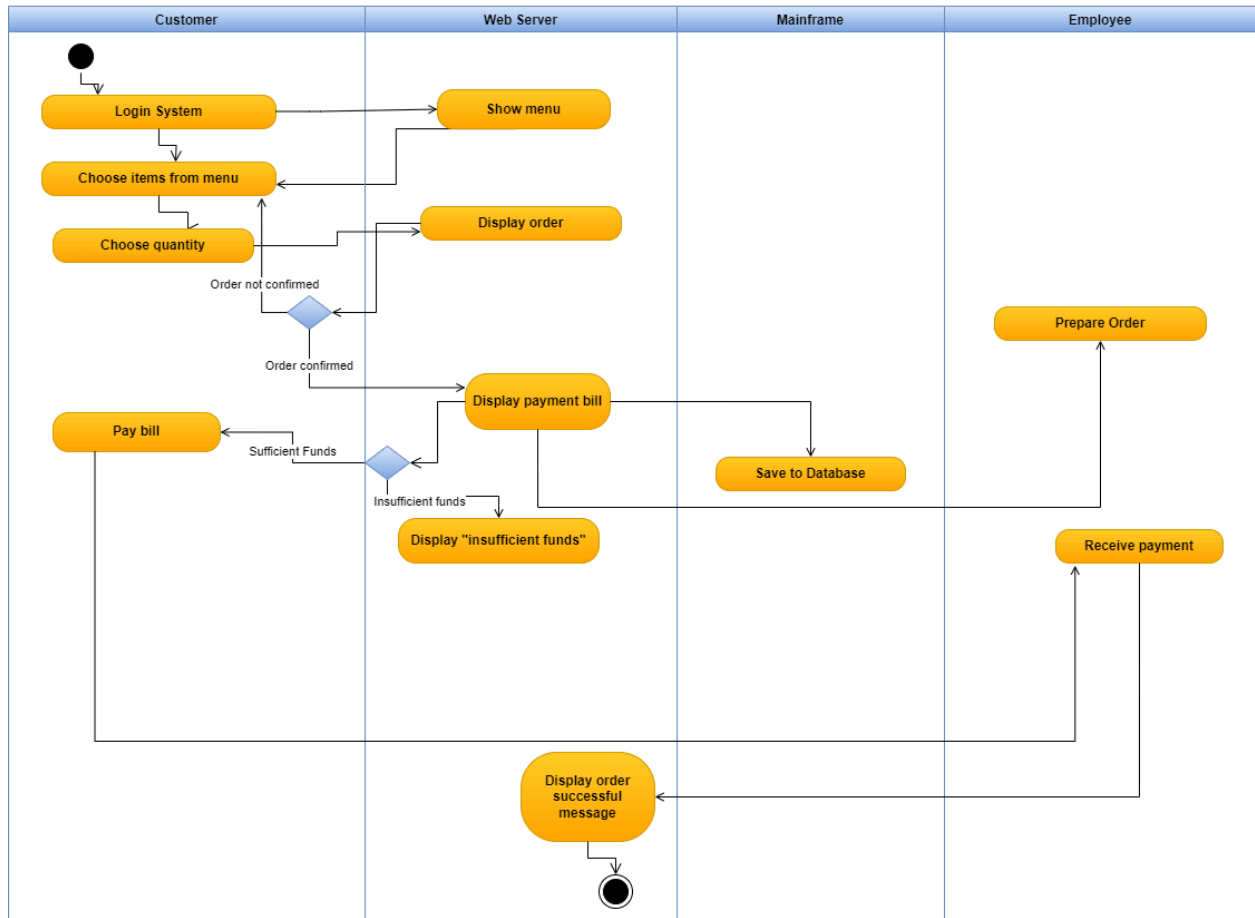 Customer
Web Server
Mainframe
Employee
Login System
Show menu
Choose items from menu
Choose quantity
Display order
Order not confirmed
Prepare Order
Order confirmed
Display payment bill
Pay bill
Sufficient Funds
Save to Database
Insufficient funds
Display "insufficient funds"
Receive payment
Display order
successful
message